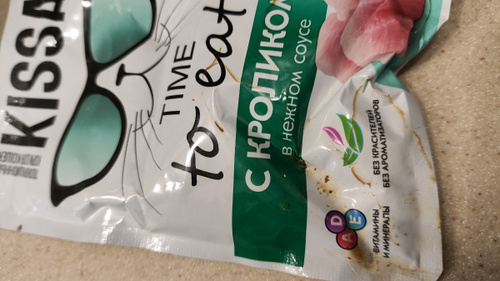 KISSA
TIME
to eat
С КРОЛИКОМ
в нежном соусе
БЕЗ КРАСИТЕЛЕЙ
БЕЗ АРОМАТИЗАТОРОВ
D
A E
ВИТАМИНЫ
И МИНЕРАЛЫ